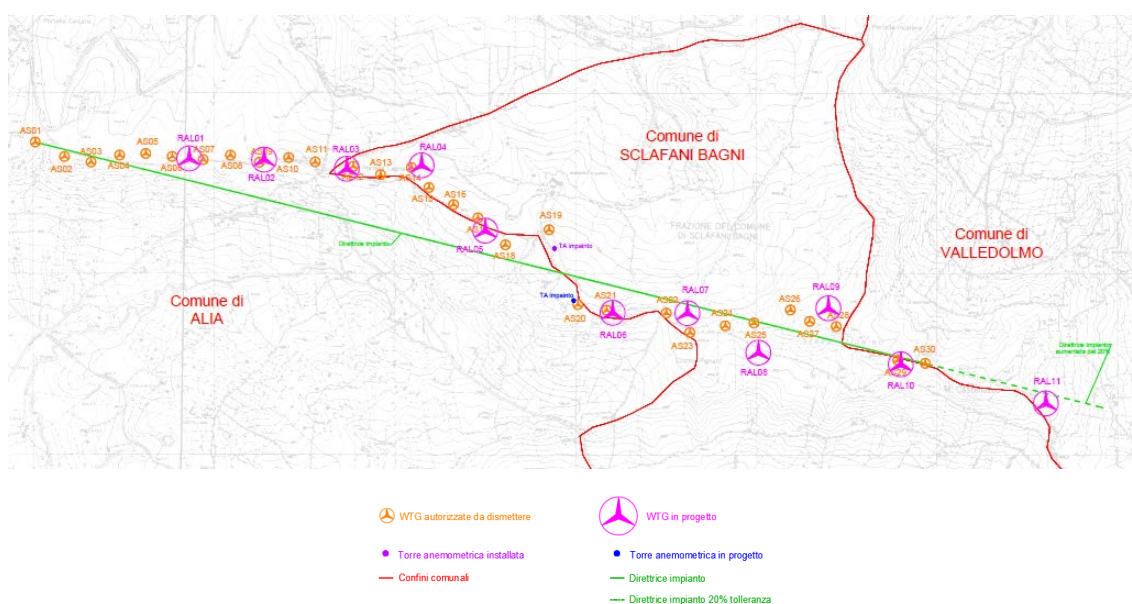 AS01
AS02
AS03
AS04
AS05
AS06
RAL01
AS07
AS08
AS09
RAL02
AS10
AS11
RAL03
AS13
RAL04
AS14
AS15
AS16
RAL05
AS18
AS19
TA impianto
Direttrice impianto
Comune di
SCLAFANI BAGNI
FRAZIONE DEL COMUNE
DI SCLAFANI BAGNI
Comune di
VALLEDOLMO
Comune di
ALIA
TA impainto
AS20
AS21
RAL06
AS22
RAL07
AS23
AS24
AS25
RAL08
AS26
AS27
RAL09
AS28
AS29
RAL10
AS30
RAL11
Direttrice impianto
aumentata del 20%
WTG autorizzate da dismettere
WTG in progetto
Torre anemometrica installata
Torre anemometrica in progetto
Confini comunali
Direttrice impianto
Direttrice impianto 20% tolleranza